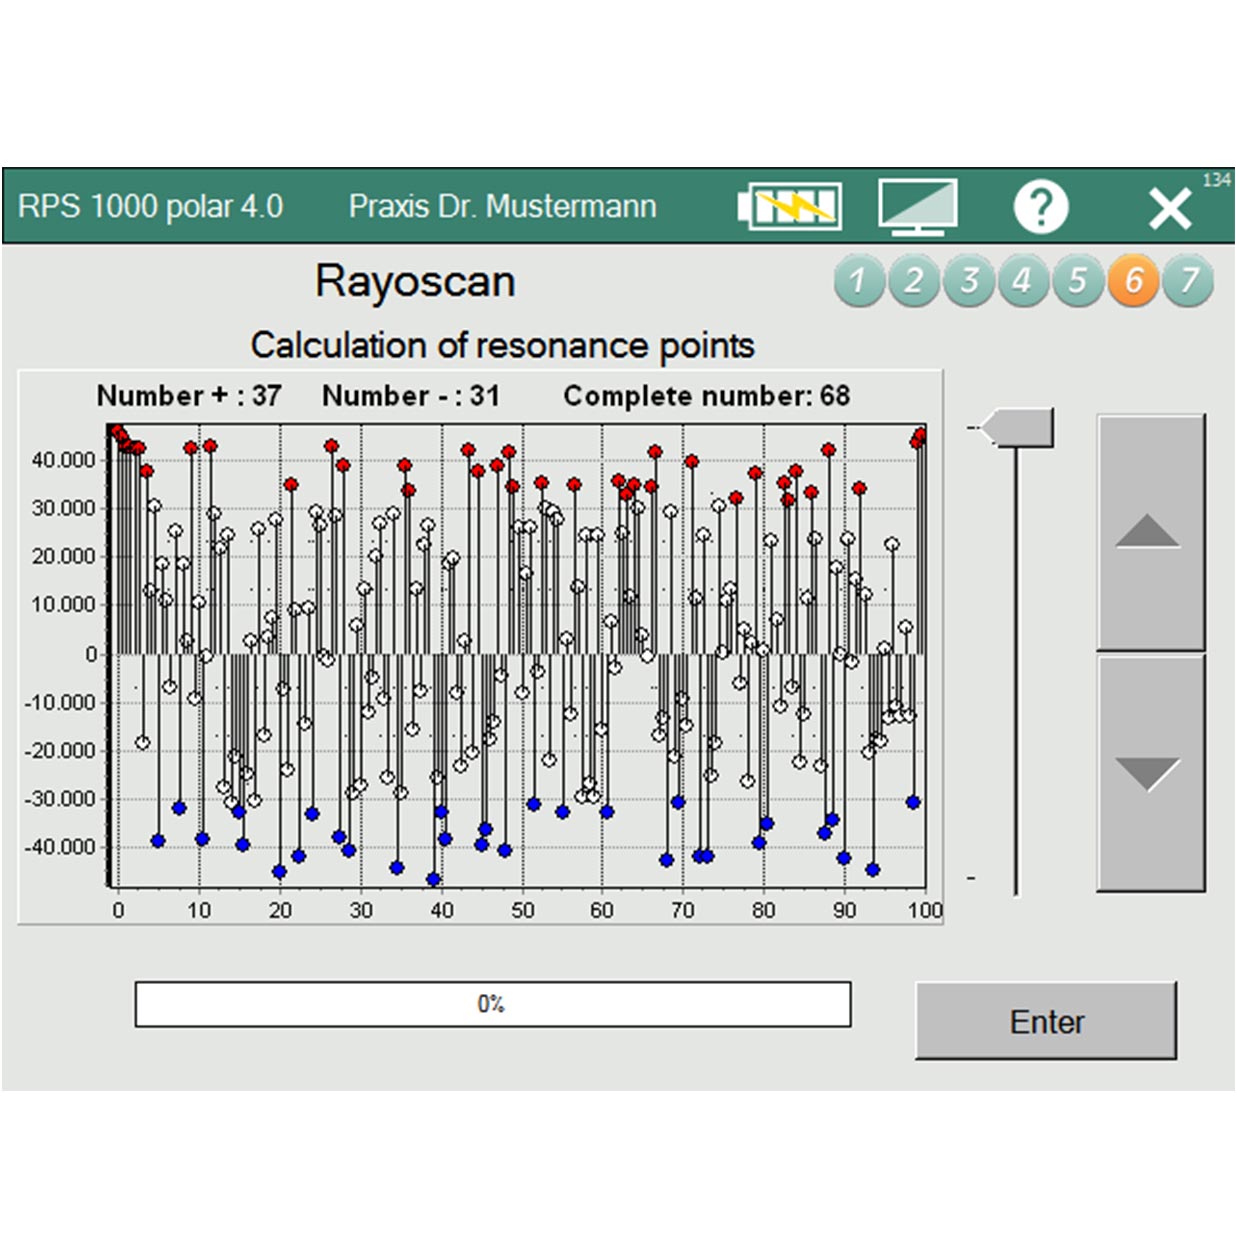 RPS 1000 polar 4.0 Praxis Dr. Mustermann ? 134
Rayoscan 1 2 3 4 5 6 7
Calculation of resonance points
Number + : 37 Number - : 31 Complete number: 68
40.000
30.000
20.000
10.000
0
-10.000
-20.000
-30.000
-40.000
0 10 20 30 40 50 60 70 80 90 100
0%
Enter